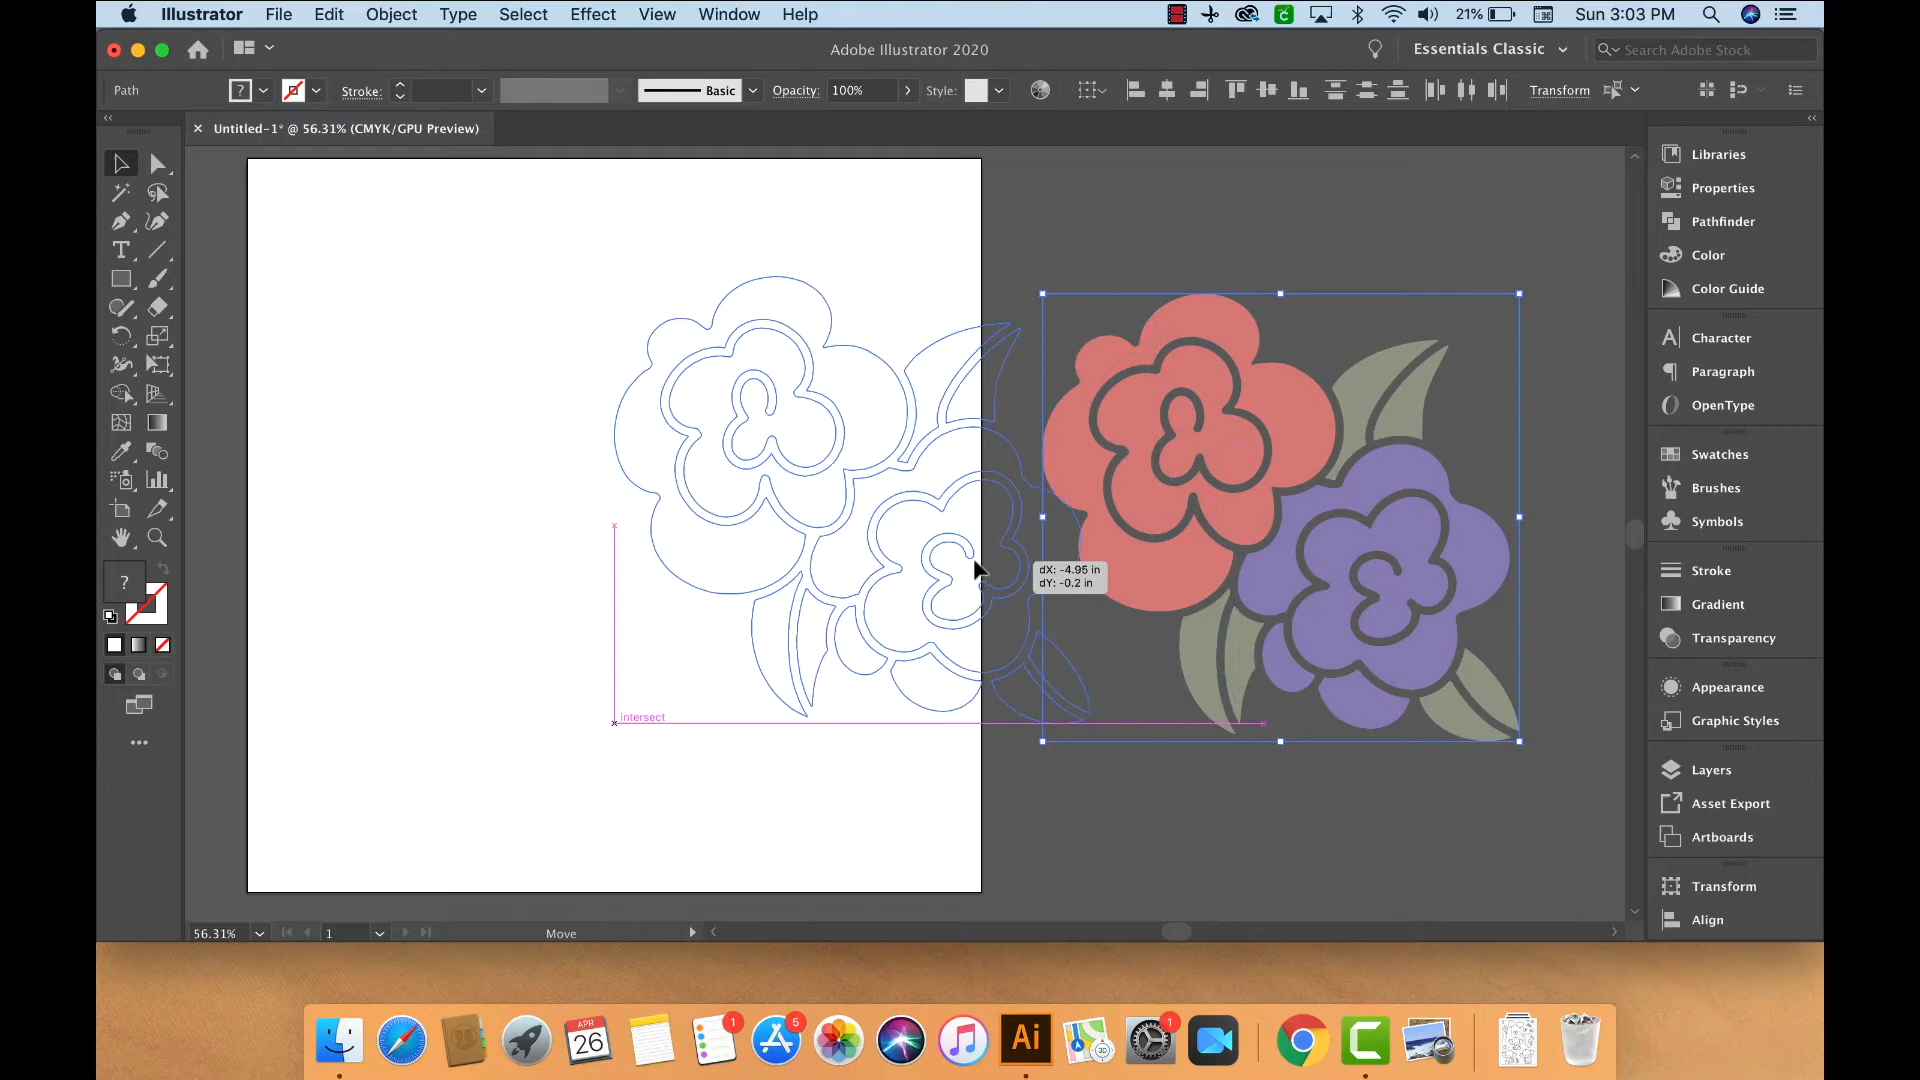 Illustrator File Edit Object Type Select Effect View Window Help 21% Sun 3:03 PM
Adobe Illustrator 2020 Essentials Classic Search Adobe Stock
Path ? Stroke: Basic Opacity: 100% Style: Transform
Untitled-1* @ 56.31% (CMYK/GPU Preview)
Libraries
Properties
Pathfinder
Color
Color Guide
Character
Paragraph
OpenType
Swatches
Brushes
Symbols
Stroke
Gradient
Transparency
Appearance
Graphic Styles
Layers
Asset Export
Artboards
Transform
Align
?
dX: -4.95 in
dY: -0.2 in
intersect
56.31% 1 Move
APR
26
1
5
Ai
3D
1